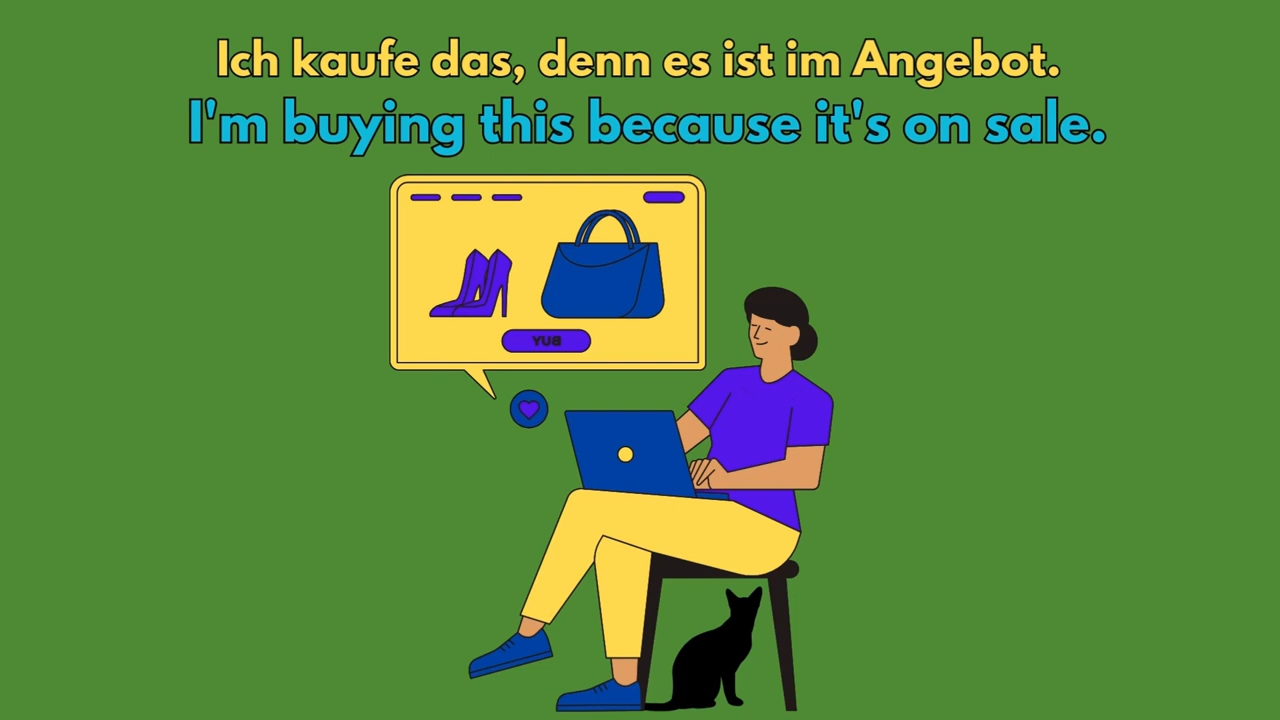 Ich kaufe das, denn es ist im Angebot.
I'm buying this because it's on sale.
BUY